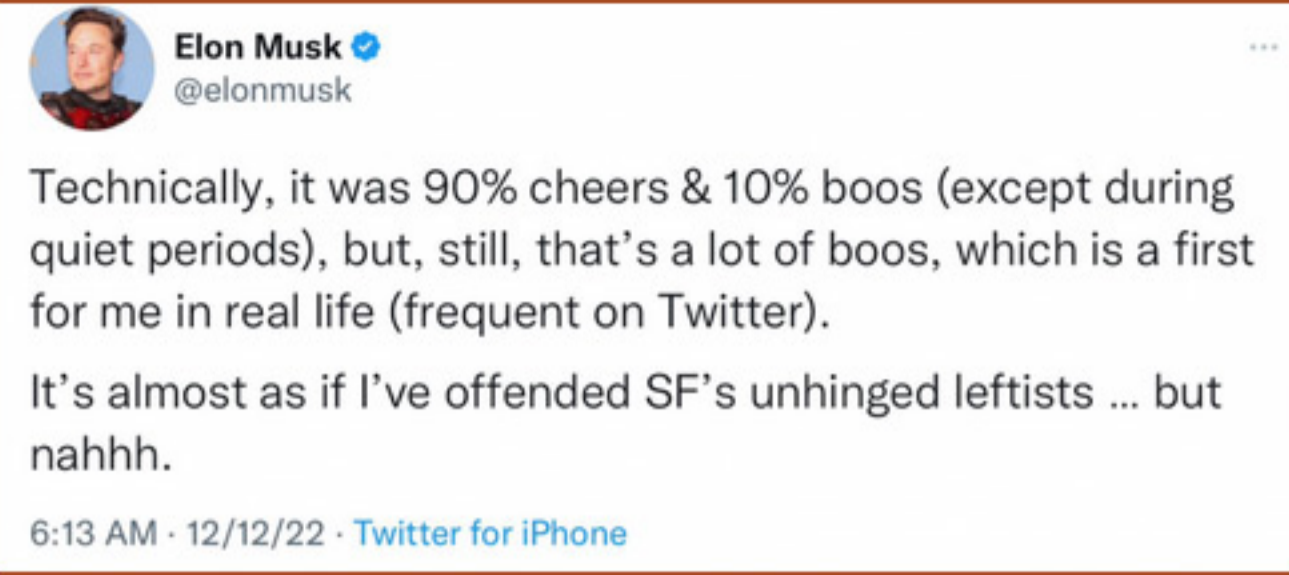 Elon Musk
@elonmusk
Technically, it was 90% cheers & 10% boos (except during
quiet periods), but, still, that’s a lot of boos, which is a first
for me in real life (frequent on Twitter).
It’s almost as if I’ve offended SF’s unhinged leftists ... but
nahhh.
6:13 AM · 12/12/22 · Twitter for iPhone